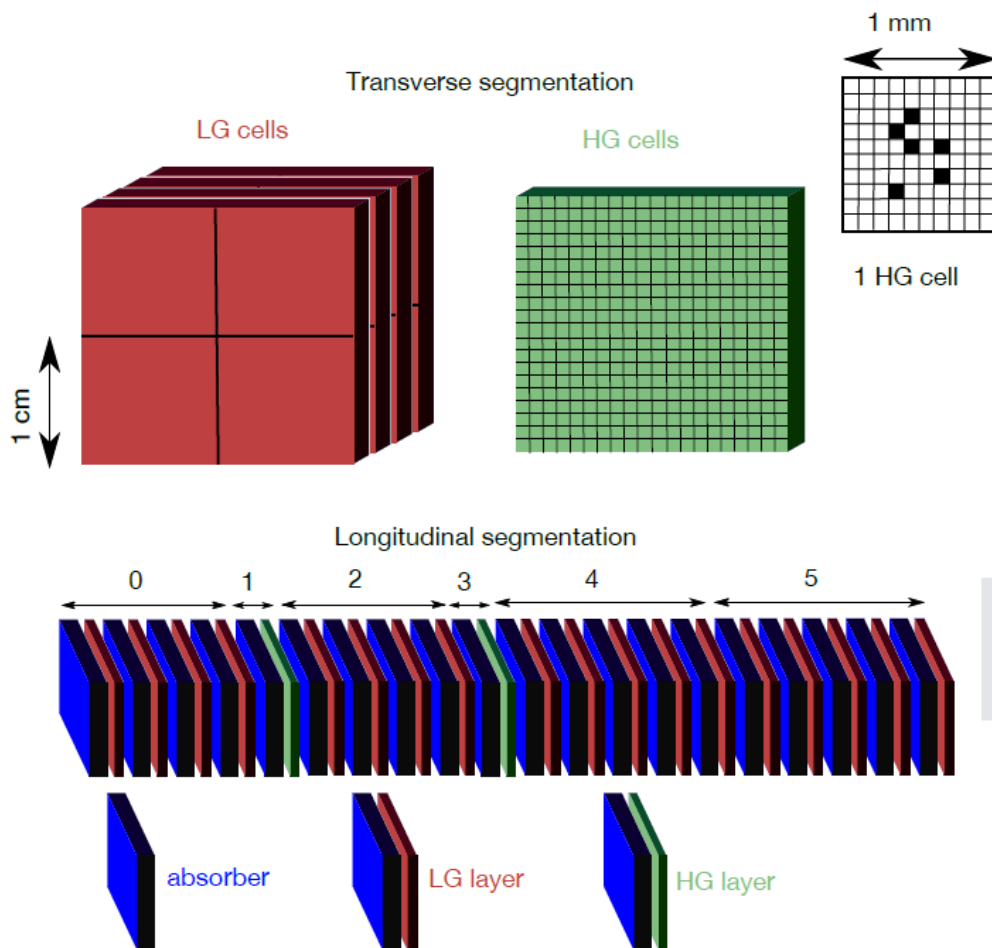 1 mm
Transverse segmentation
LG cells
HG cells
1 HG cell
1 cm
Longitudinal segmentation
0 1 2 3 4 5
absorber
LG layer
HG layer